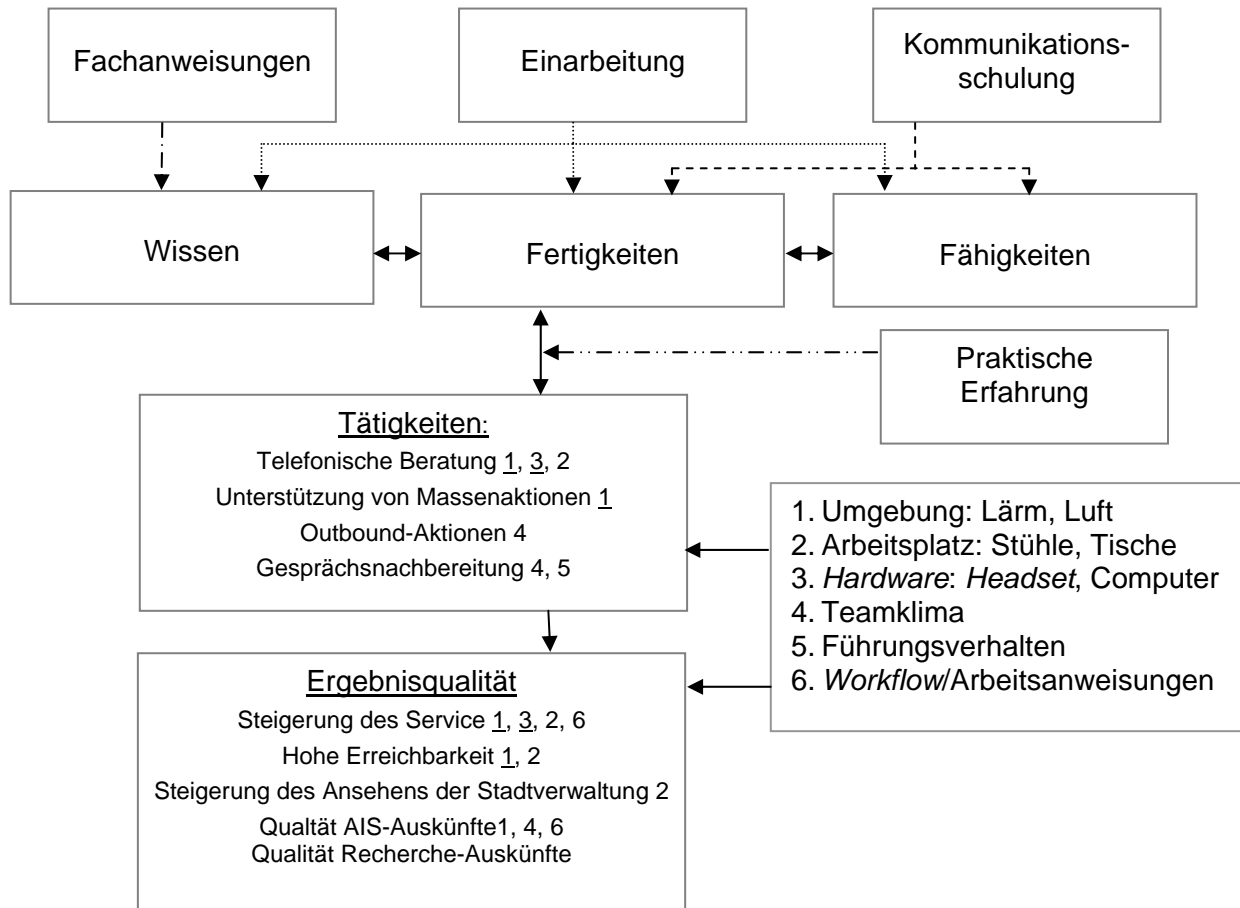 Fachanweisungen
Einarbeitung
Kommunikations-
schulung
Wissen
Fertigkeiten
Fähigkeiten
Praktische
Erfahrung
Tätigkeiten:
Telefonische Beratung 1, 3, 2
Unterstützung von Massenaktionen 1
Outbound-Aktionen 4
Gesprächsnachbereitung 4, 5
1. Umgebung: Lärm, Luft
2. Arbeitsplatz: Stühle, Tische
3. Hardware: Headset, Computer
4. Teamklima
5. Führungsverhalten
6. Workflow/Arbeitsanweisungen
Ergebnisqualität
Steigerung des Service 1, 3, 2, 6
Hohe Erreichbarkeit 1, 2
Steigerung des Ansehens der Stadtverwaltung 2
Qualtät AIS-Auskünfte1, 4, 6
Qualität Recherche-Auskünfte